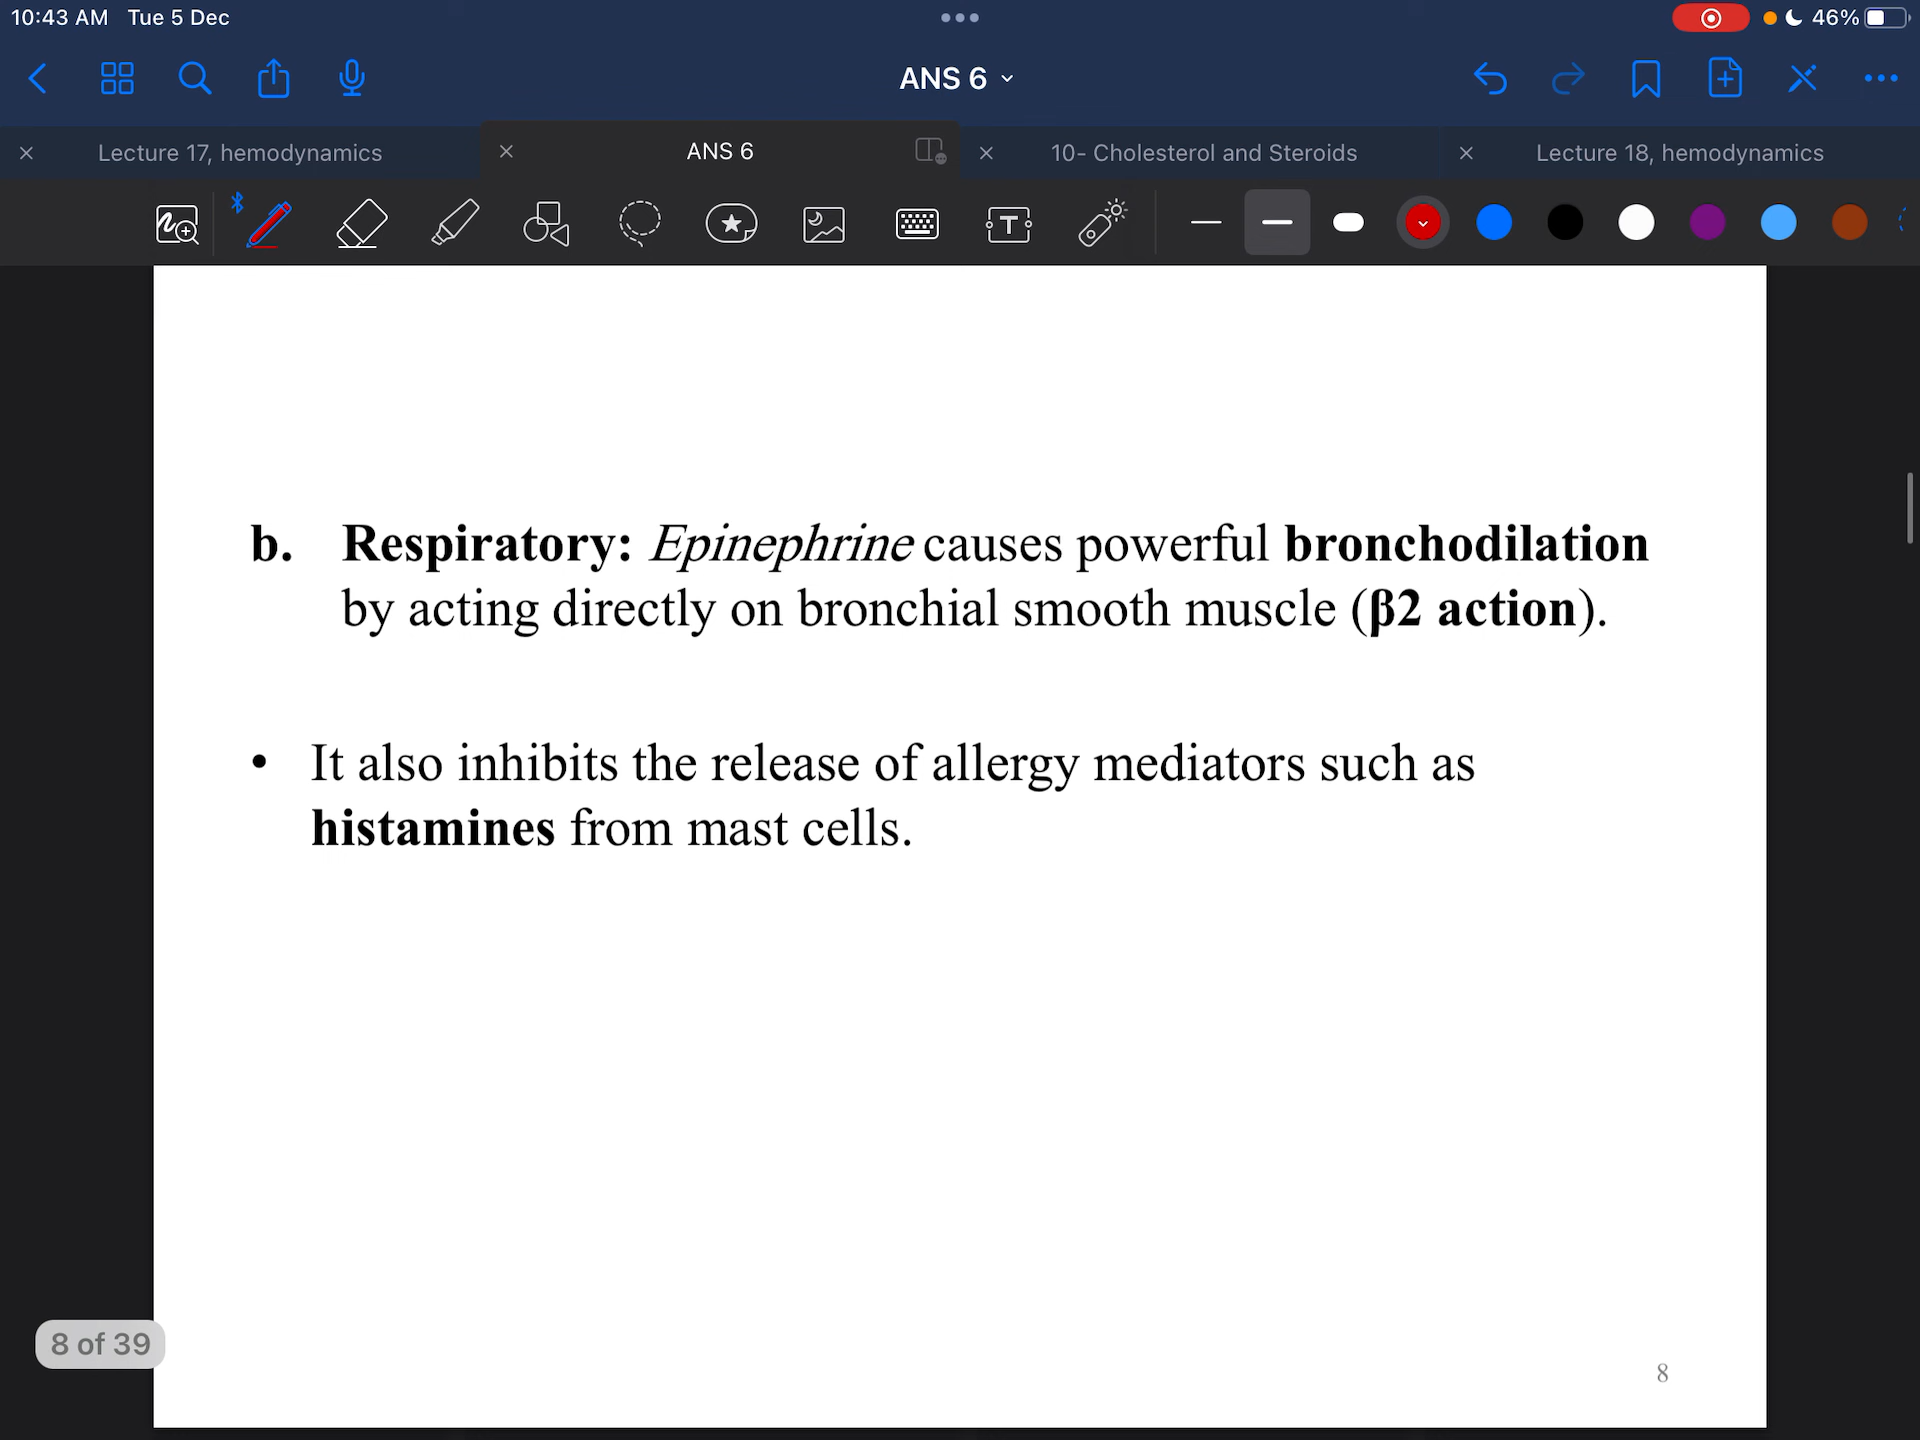 10:43 AM Tue 5 Dec
46%
ANS 6
Lecture 17, hemodynamics
ANS 6
10- Cholesterol and Steroids
Lecture 18, hemodynamics
T
b. Respiratory: Epinephrine causes powerful bronchodilation
by acting directly on bronchial smooth muscle (β2 action).
• It also inhibits the release of allergy mediators such as
histamines from mast cells.
8 of 39
8